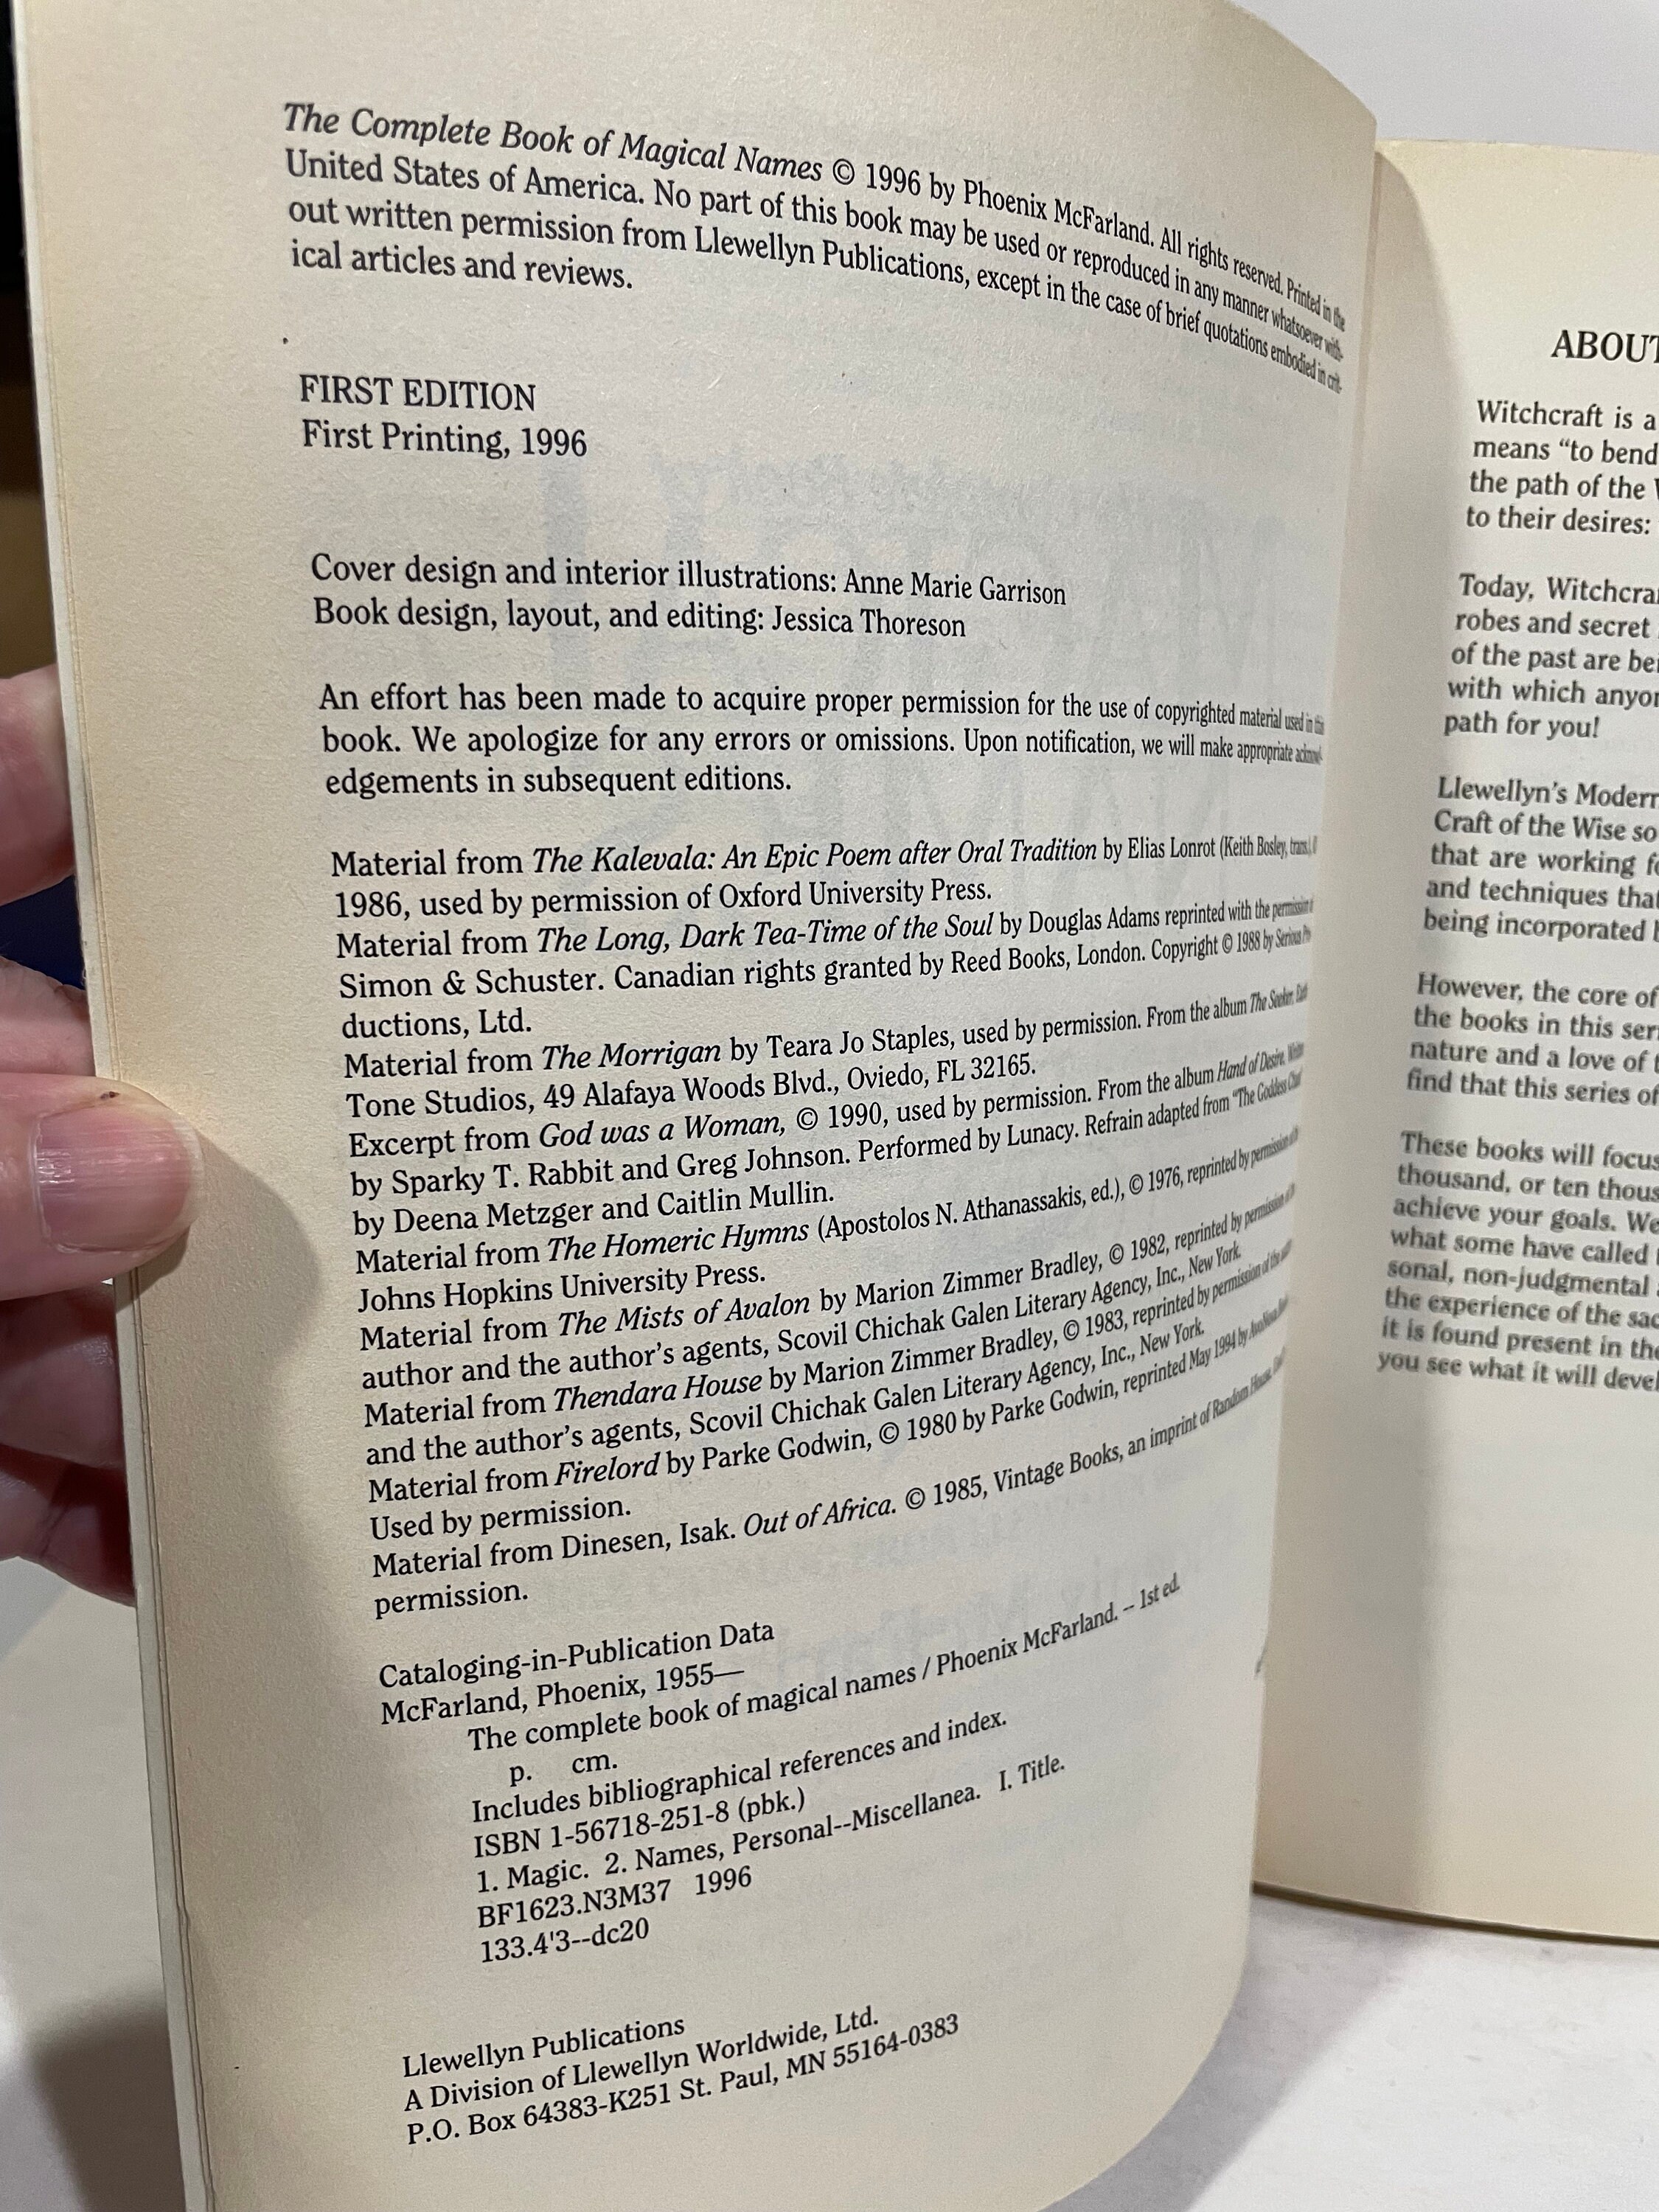 The Complete Book of Magical Names © 1996 by Phoenix McFarland. All rights reserved. Printed in the
United States of America. No part of this book may be used or reproduced in any manner whatsoever with-
out written permission from Llewellyn Publications, except in the case of brief quotations embodied in crit-
ical articles and reviews.
FIRST EDITION
First Printing, 1996
Cover design and interior illustrations: Anne Marie Garrison
Book design, layout, and editing: Jessica Thoreson
An effort has been made to acquire proper permission for the use of copyrighted material used in this
book. We apologize for any errors or omissions. Upon notification, we will make appropriate acknowl-
edgements in subsequent editions.
Material from The Kalevala: An Epic Poem after Oral Tradition by Elias Lonrot (Keith Bosley, trans.),
1986, used by permission of Oxford University Press.
Material from The Long, Dark Tea-Time of the Soul by Douglas Adams reprinted with the permission
Simon & Schuster. Canadian rights granted by Reed Books, London. Copyright © 1988 by Serious
ductions, Ltd.
Material from The Morrigan by Teara Jo Staples, used by permission. From the album The Seeker.
Tone Studios, 49 Alafaya Woods Blvd., Oviedo, FL 32165.
Excerpt from God was a Woman, © 1990, used by permission. From the album Hand of Desire.
by Sparky T. Rabbit and Greg Johnson. Performed by Lunacy. Refrain adapted from "The Goddess
by Deena Metzger and Caitlin Mullin.
Material from The Homeric Hymns (Apostolos N. Athanassakis, ed.), © 1976, reprinted by permission
Johns Hopkins University Press.
Material from The Mists of Avalon by Marion Zimmer Bradley, © 1982, reprinted by permission
author and the author's agents, Scovil Chichak Galen Literary Agency, Inc., New York.
Material from Thendara House by Marion Zimmer Bradley, © 1983, reprinted by permission of the
and the author's agents, Scovil Chichak Galen Literary Agency, Inc., New York.
Material from Firelord by Parke Godwin, © 1980 by Parke Godwin, reprinted May 1994 by
Used by permission.
Material from Dinesen, Isak. Out of Africa. © 1985, Vintage Books, an imprint of Random House.
permission.
Cataloging-in-Publication Data
McFarland, Phoenix, 1955—
The complete book of magical names / Phoenix McFarland. – 1st ed.
p. cm.
Includes bibliographical references and index.
ISBN 1-56718-251-8 (pbk.)
1. Magic. 2. Names, Personal--Miscellanea. I. Title.
BF1623.N3M37 1996
133.4'3--dc20
Llewellyn Publications
A Division of Llewellyn Worldwide, Ltd.
P.O. Box 64383-K251 St. Paul, MN 55164-0383
ABOUT
Witchcraft is a
means "to bend
the path of the
to their desires:
Today,
robes and secret
of the past are
with which
path for you!
Llewellyn's
Craft of the Wise so
that are working
and techniques that
being incorporated
However, the core of
the books in this
nature and a love of
find that this series of
These books will focus
thousand, or ten
achieve your goals. We
what some have called
sonal, non-judgmental
the experience of the
it is found present in the
you see what it will